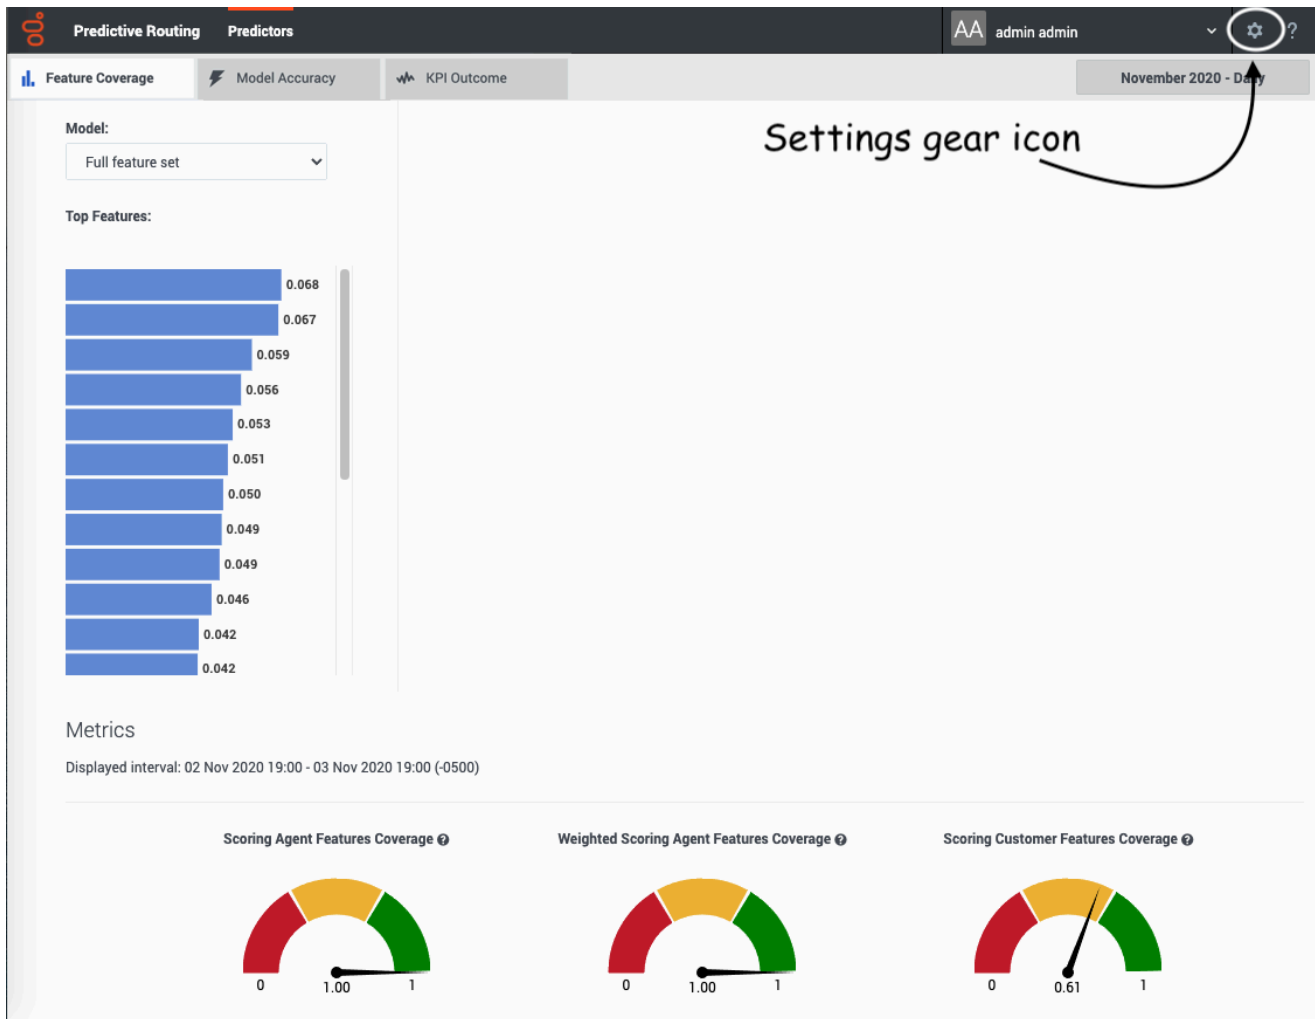 Predictive Routing Predictors AA admin admin ?
Feature Coverage Model Accuracy KPI Outcome November 2020 - Daily
Settings gear icon
Model:
Full feature set
Top Features:
0.068
0.067
0.059
0.056
0.053
0.051
0.050
0.049
0.049
0.046
0.042
0.042
Metrics
Displayed interval: 02 Nov 2020 19:00 - 03 Nov 2020 19:00 (-0500)
Scoring Agent Features Coverage ? Weighted Scoring Agent Features Coverage ? Scoring Customer Features Coverage ?
0 1.00 1 0 1.00 1 0 0.61 1